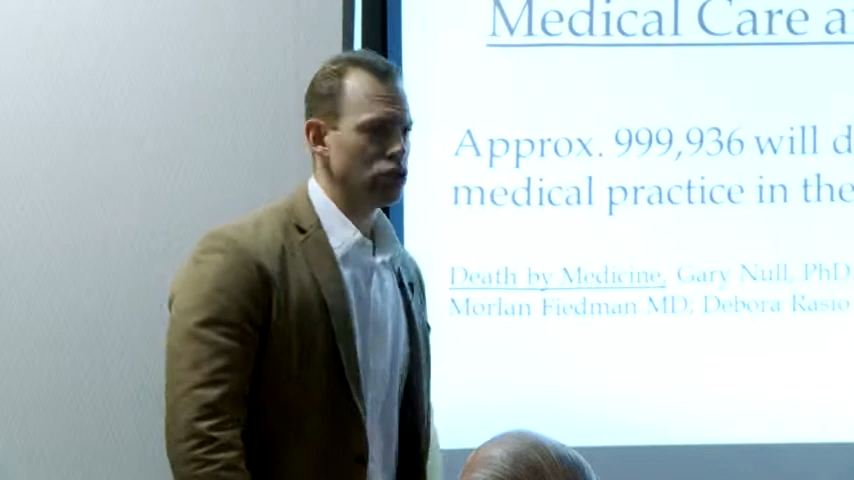 Medical Care a
Approx. 999,936 will d
medical practice in the
Death by Medicine, Gary Null, PhD
Morlan Fiedman MD, Debora Rasio